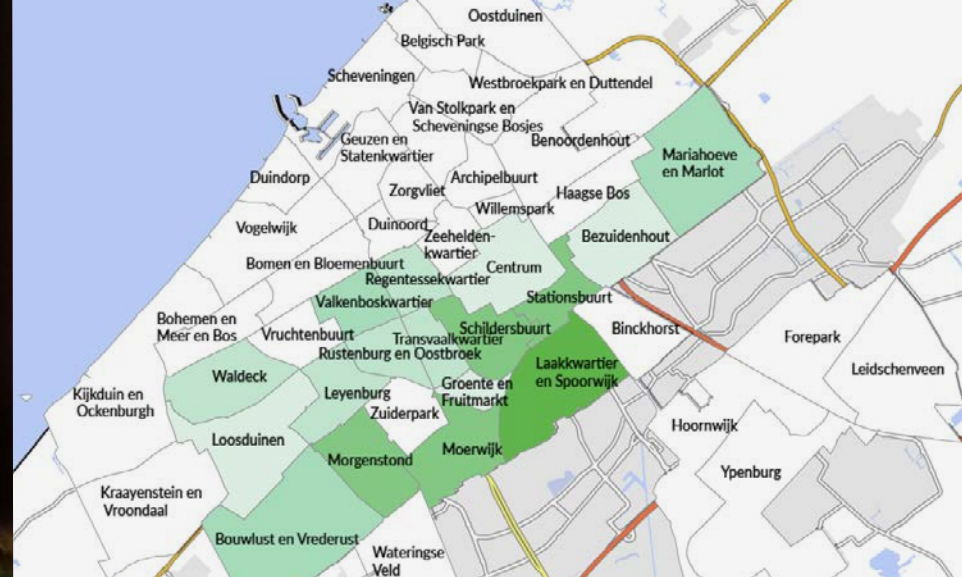 Oostduinen
Belgisch Park
Scheveningen
Westbroekpark en Duttendel
Van Stolkpark en
Scheveningse Bosjes
Geuzen en
Statenkwartier
Benoordenhout
Mariahoeve
en Marlot
Duindorp
Archipelbuurt
Zorgvliet
Haagse Bos
Willemspark
Vogelwijk
Duinoord
Zeehelden-
kwartier
Bezuidenhout
Bomen en Bloemenbuurt
Centrum
Regentessekwartier
Valkenboskwartier
Stationsbuurt
Bohemen en
Meer en Bos
Vruchtenbuurt
Schildersbuurt
Binckhorst
Transvaalkwartier
Forepark
Rustenburg en Oostbroek
Laakkwartier
en Spoorwijk
Leidschenveen
Waldeck
Groente en
Fruitmarkt
Kijkduin en
Ockenburgh
Leyenburg
Zuiderpark
Hoornwijk
Loosduinen
Moerwijk
Morgenstond
Ypenburg
Kraayenstein en
Vroondaal
Bouwlust en Vrederust
Wateringse
Veld